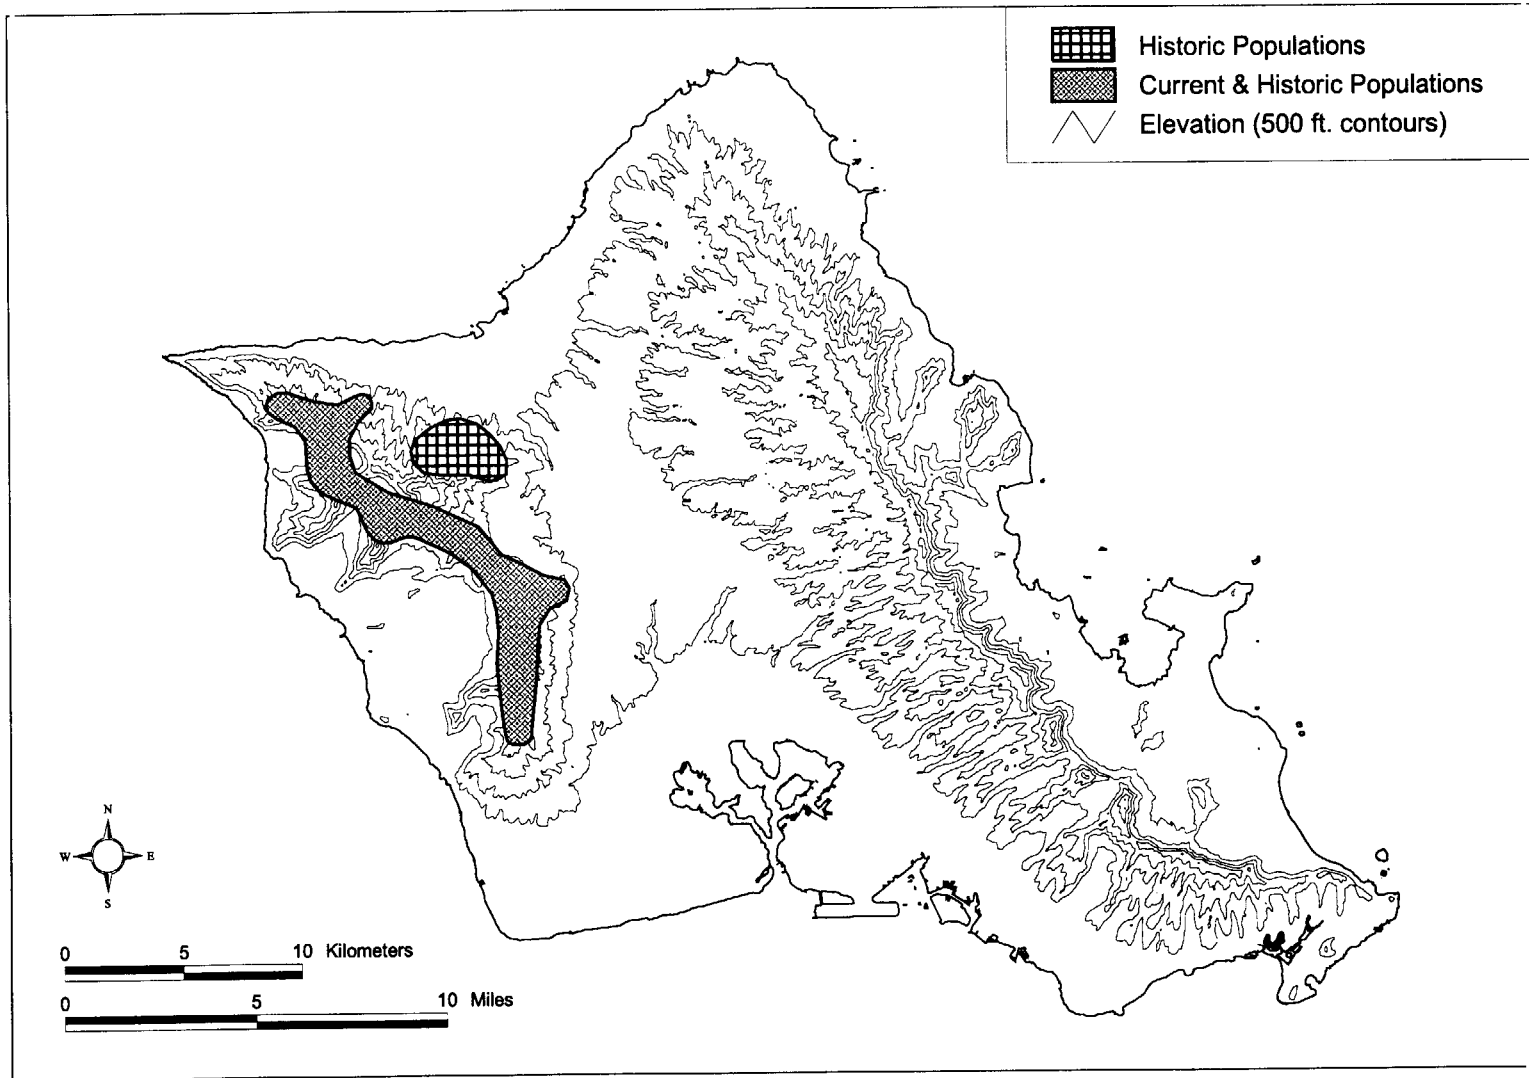 Historic Populations
Current & Historic Populations
Elevation (500 ft. contours)
N
W E
S
0 5 10 Kilometers
0 5 10 Miles